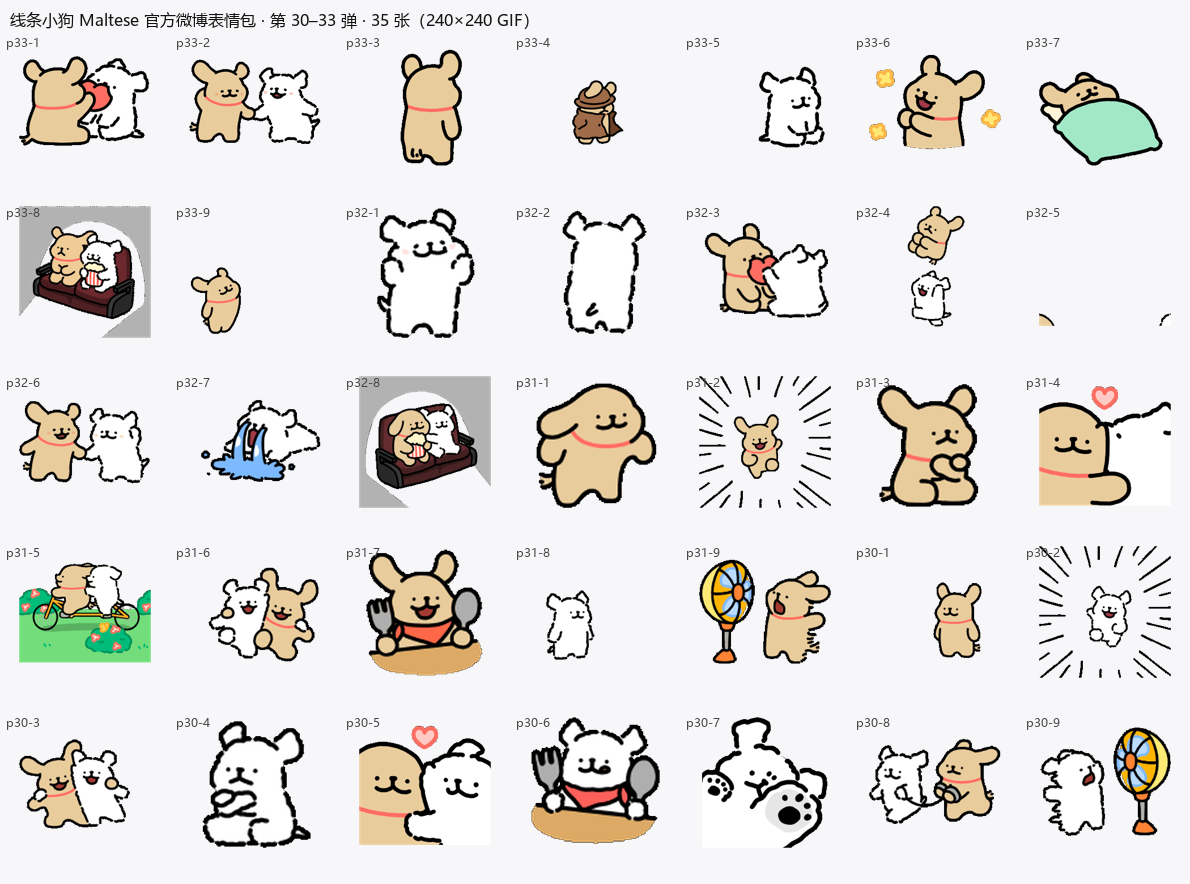 线条小狗 Maltese 官方微博表情包 · 第 30–33 弹 · 35 张（240×240 GIF）
p33-1 p33-2 p33-3 p33-4 p33-5 p33-6 p33-7
p33-8 p33-9 p32-1 p32-2 p32-3 p32-4 p32-5
p32-6 p32-7 p32-8 p31-1 p31-2 p31-3 p31-4
p31-5 p31-6 p31-7 p31-8 p31-9 p30-1 p30-2
p30-3 p30-4 p30-5 p30-6 p30-7 p30-8 p30-9